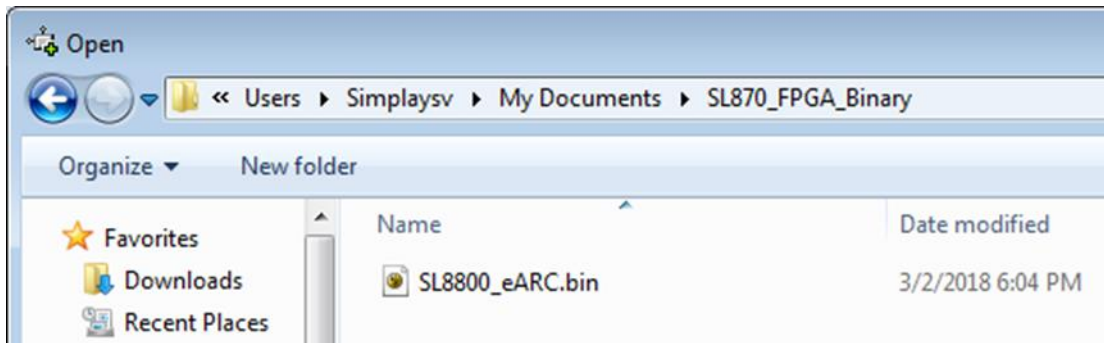 Open
« Users ▸ Simplaysv ▸ My Documents ▸ SL870_FPGA_Binary
Organize ▾ New folder
Favorites
Downloads
Recent Places
Name Date modified
SL8800_eARC.bin 3/2/2018 6:04 PM